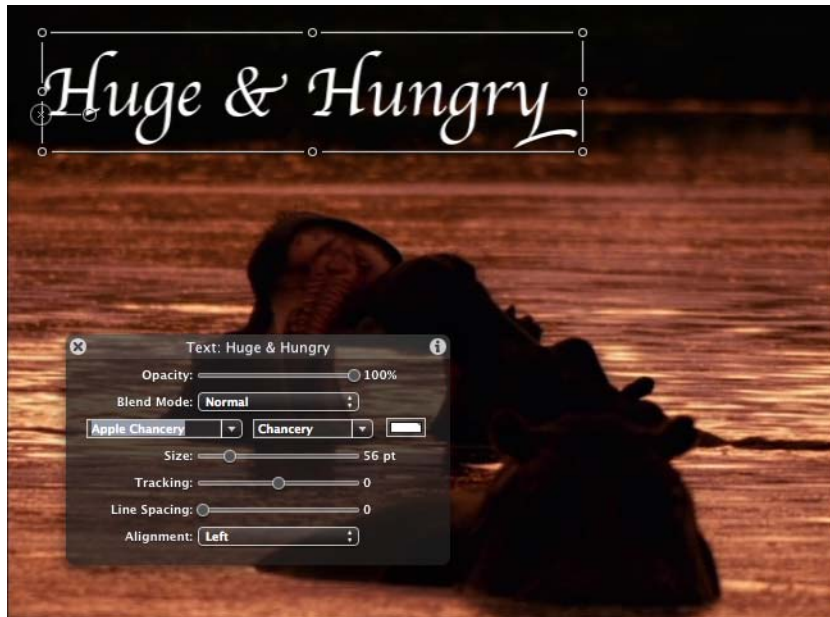 Huge & Hungry
Text: Huge & Hungry
Opacity: 100%
Blend Mode: Normal
Apple Chancery Chancery
Size: 56 pt
Tracking: 0
Line Spacing: 0
Alignment: Left